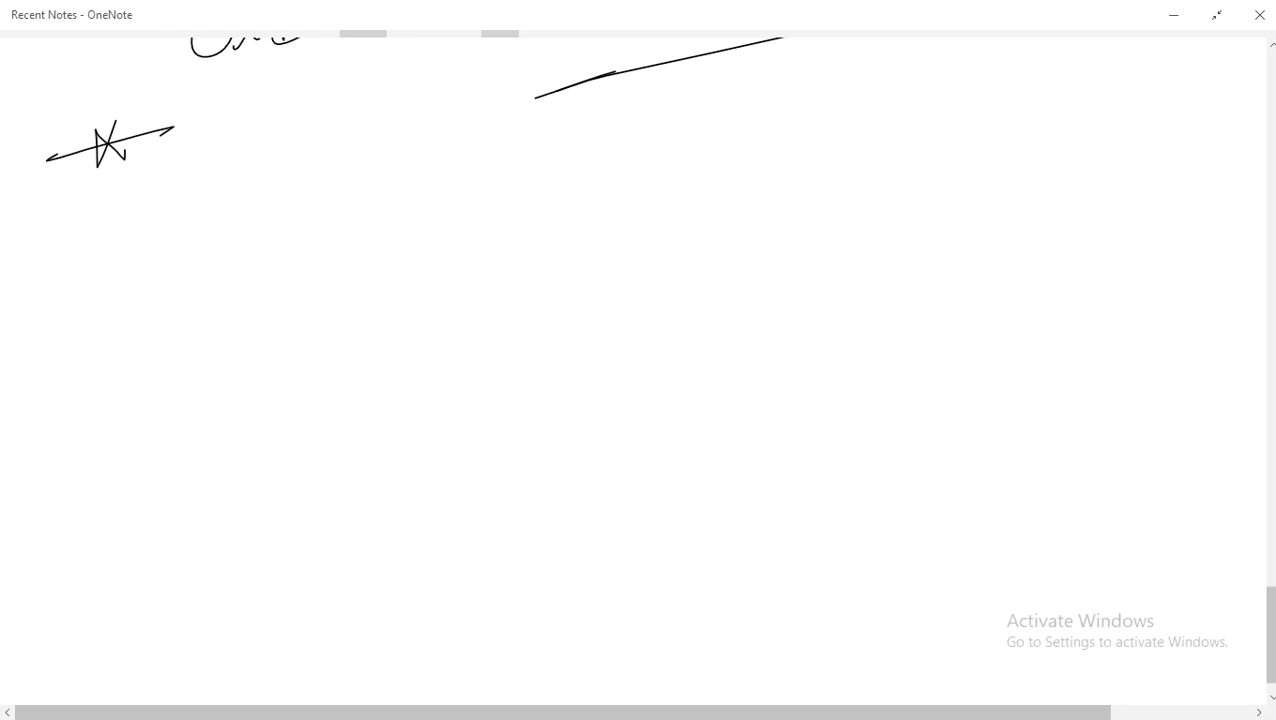 Recent Notes - OneNote
Activate Windows
Go to Settings to activate Windows.